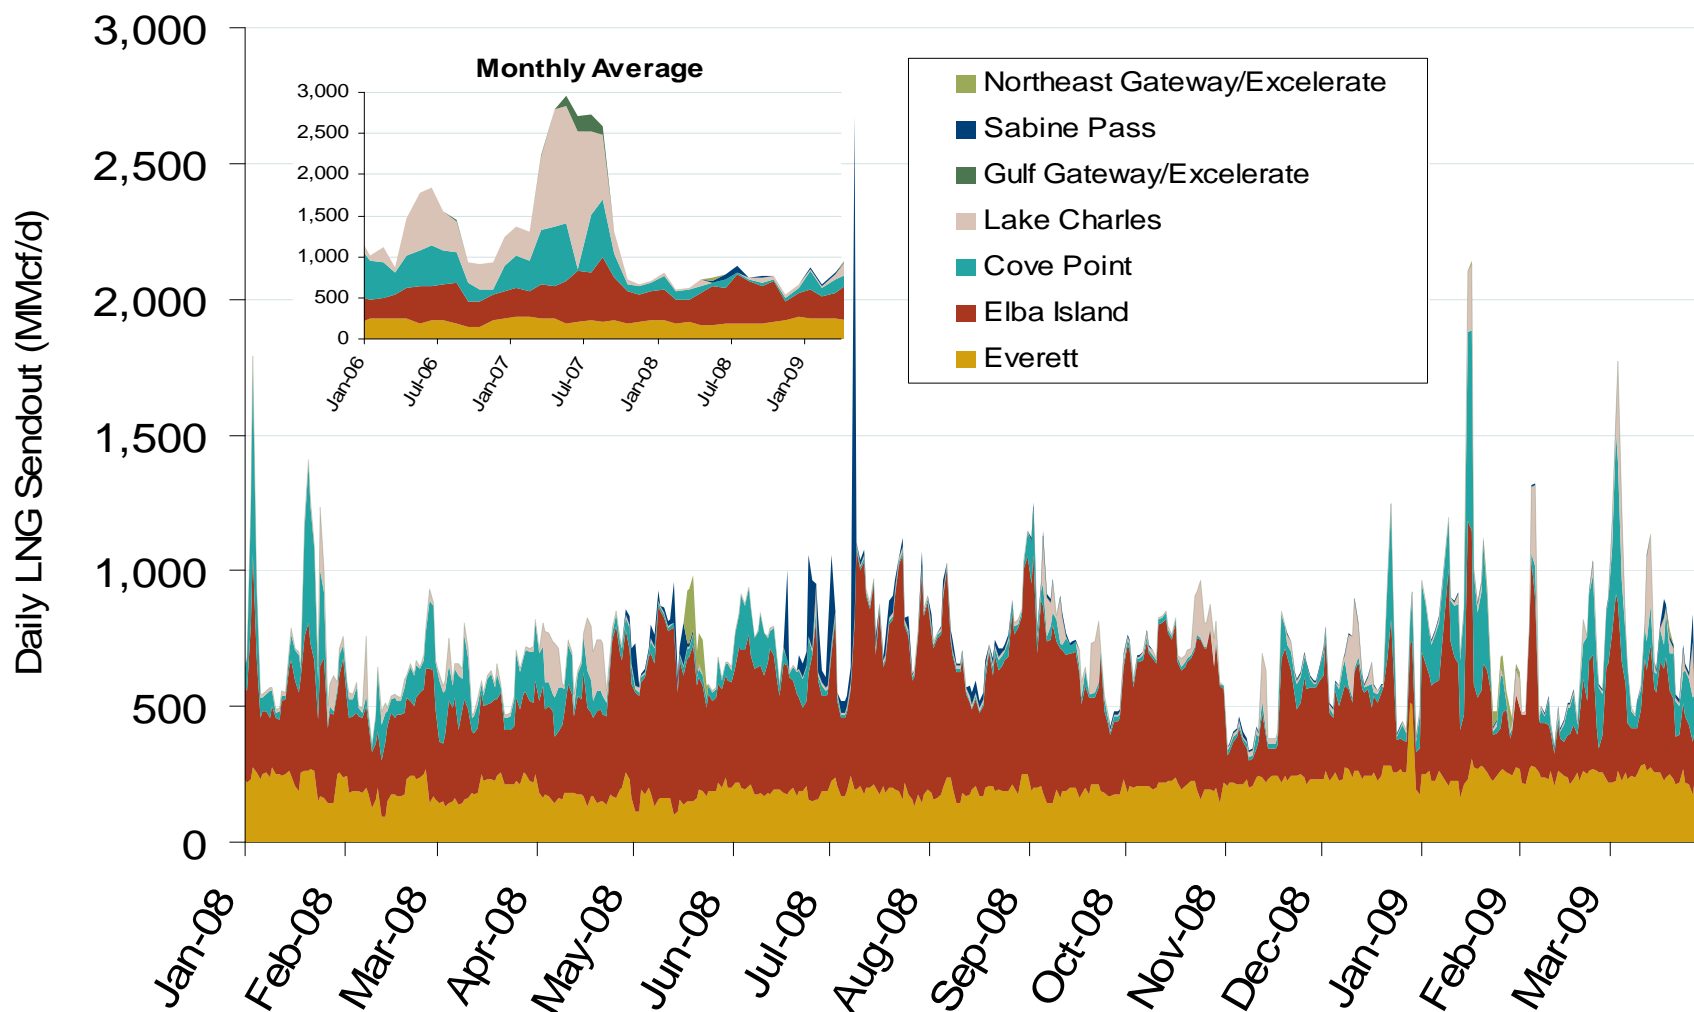 Daily LNG Sendout (MMcf/d)
3,000
2,500
2,000
1,500
1,000
500
0
Monthly Average
3,000
2,500
2,000
1,500
1,000
500
0
Jan-06
Jul-06
Jan-07
Jul-07
Jan-08
Jul-08
Jan-09
Northeast Gateway/Excelerate
Sabine Pass
Gulf Gateway/Excelerate
Lake Charles
Cove Point
Elba Island
Everett
Jan-08
Feb-08
Mar-08
Apr-08
May-08
Jun-08
Jul-08
Aug-08
Sep-08
Oct-08
Nov-08
Dec-08
Jan-09
Feb-09
Mar-09